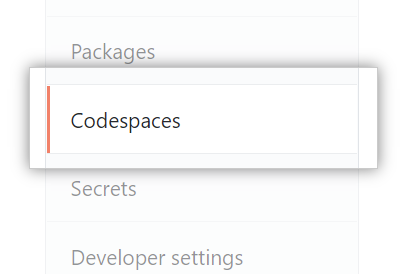 Packages
Codespaces
Secrets
Developer settings